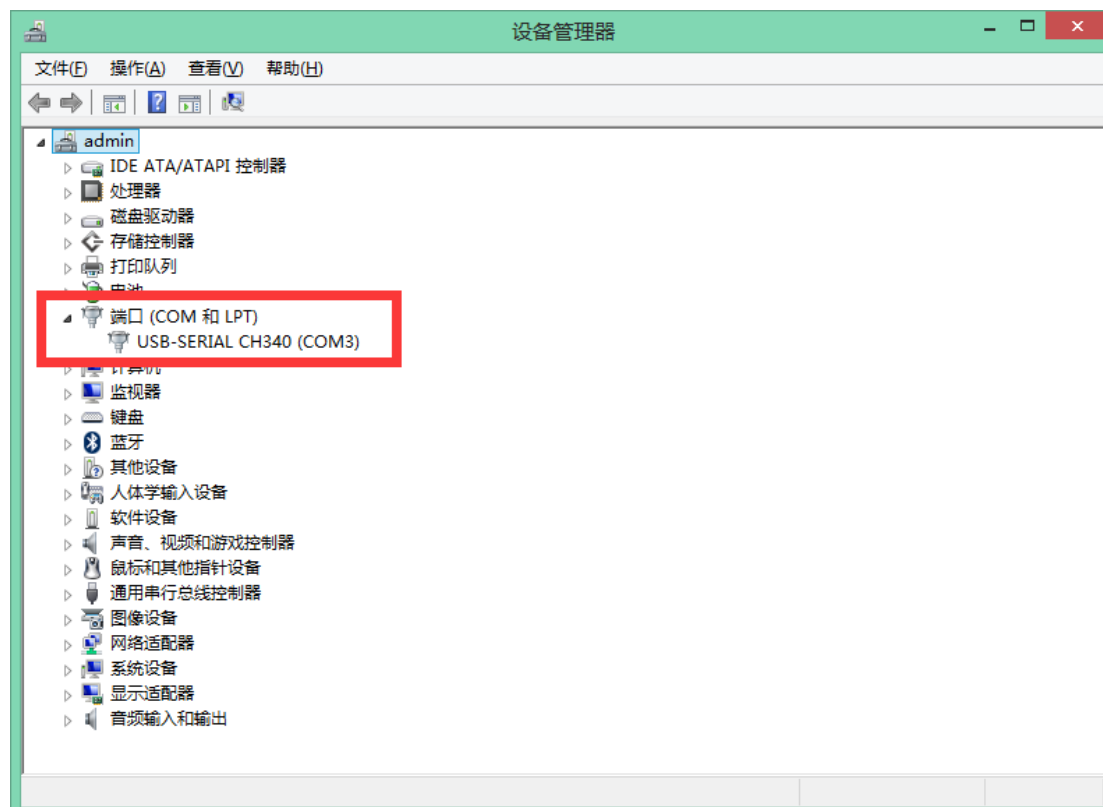 设备管理器
文件(F) 操作(A) 查看(V) 帮助(H)
admin
IDE ATA/ATAPI 控制器
处理器
磁盘驱动器
存储控制器
打印队列
电池
端口 (COM 和 LPT)
USB-SERIAL CH340 (COM3)
计算机
监视器
键盘
蓝牙
其他设备
人体学输入设备
软件设备
声音、视频和游戏控制器
鼠标和其他指针设备
通用串行总线控制器
图像设备
网络适配器
系统设备
显示适配器
音频输入和输出